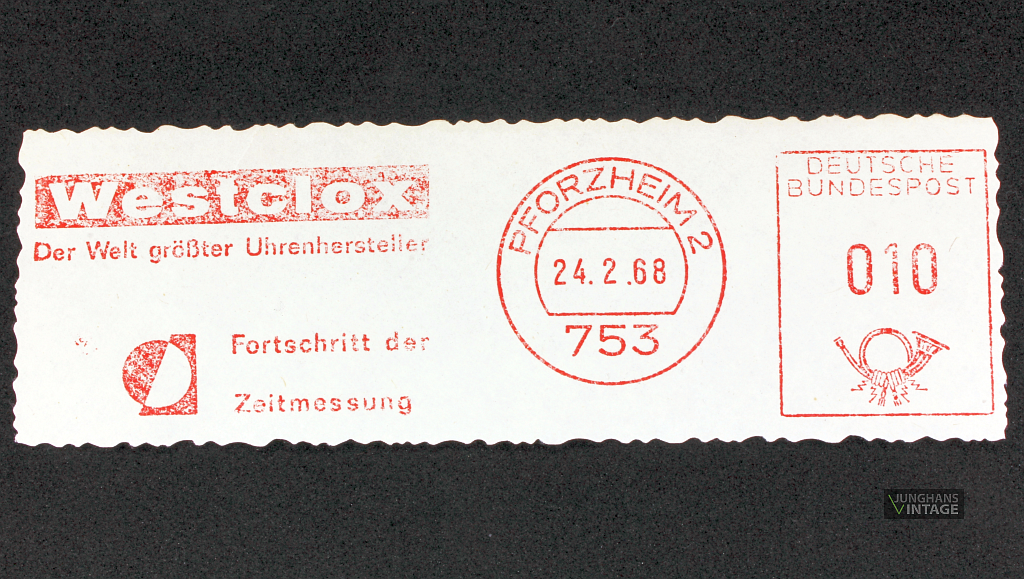 Westclox
Der Welt größter Uhrenhersteller
Fortschritt der
Zeitmessung
PFORZHEIM 2
24.2.68
753
DEUTSCHE
BUNDESPOST
010
JUNGHANS
VINTAGE